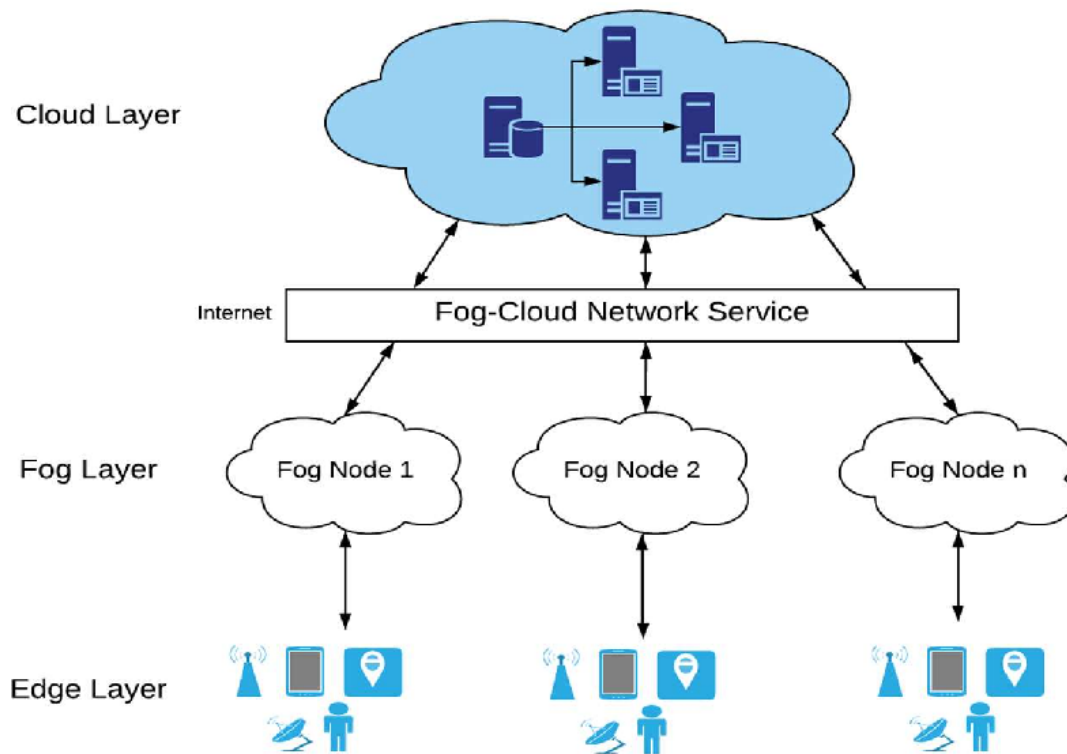 Cloud Layer
Internet
Fog-Cloud Network Service
Fog Layer
Fog Node 1
Fog Node 2
Fog Node n
Edge Layer